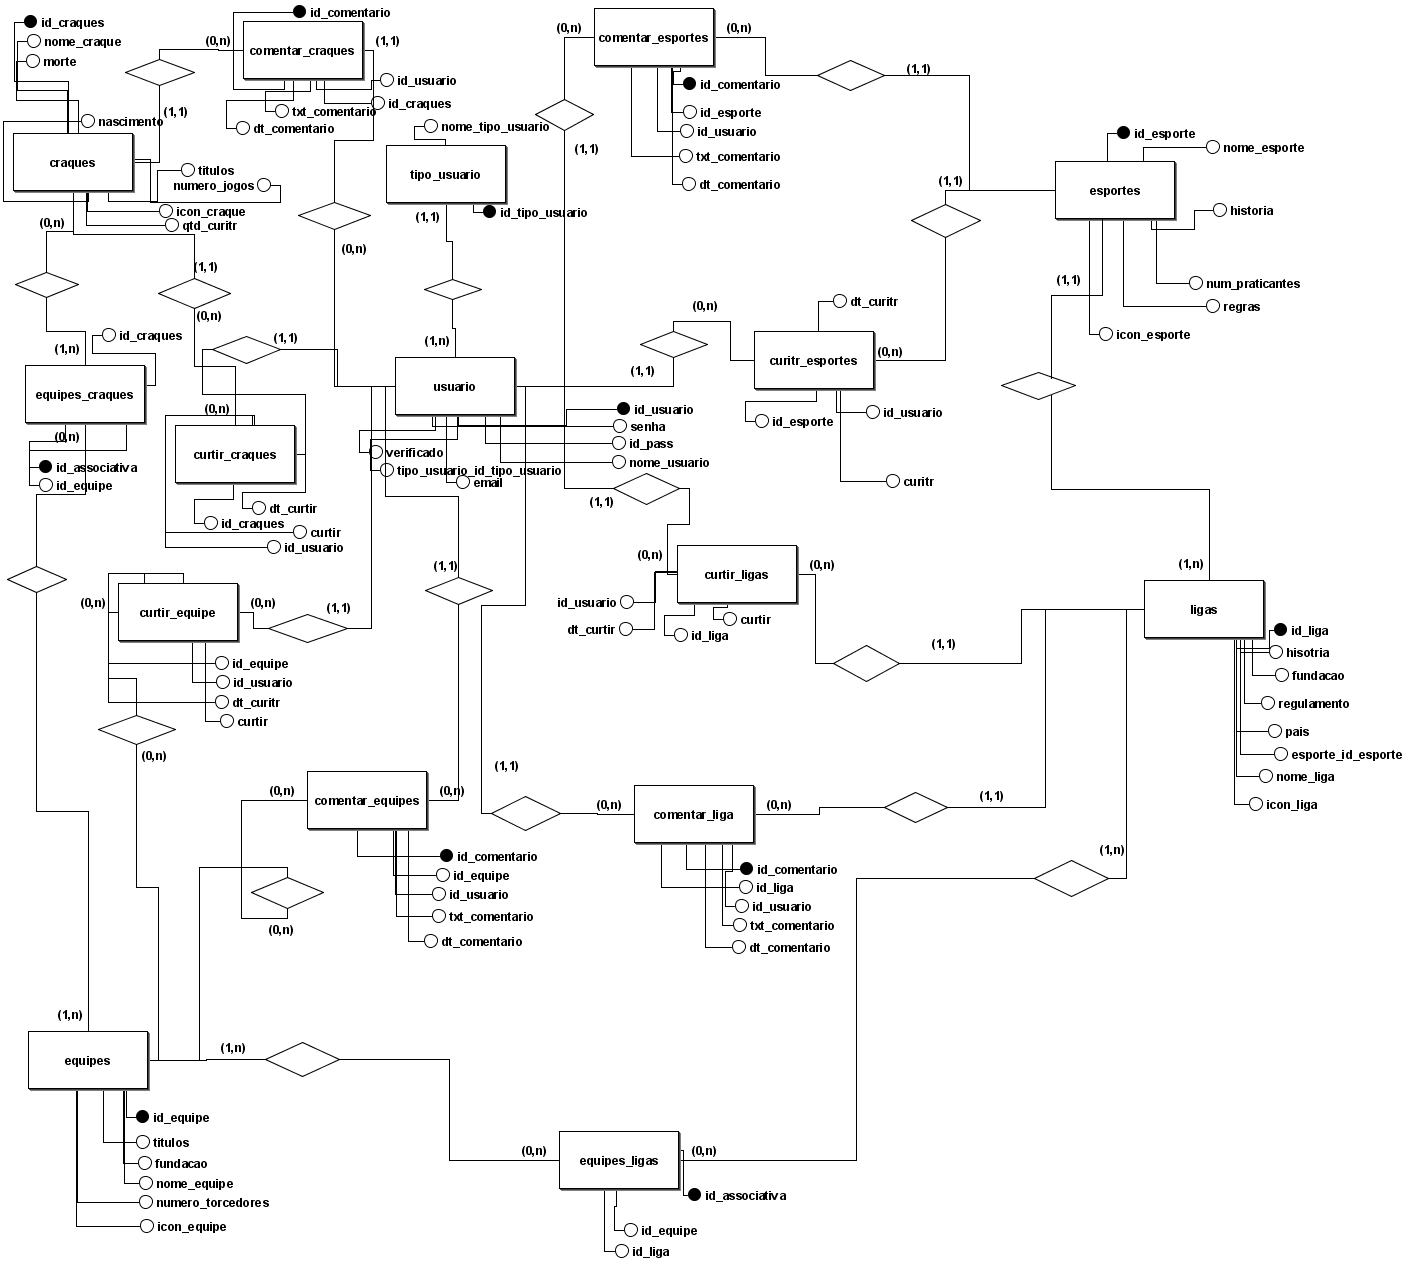 id_craques
nome_craque
morte
nascimento
craques
(1,1)
(0,n)
id_comentario
comentar_craques
(1,1)
id_usuario
id_craques
txt_comentario
dt_comentario
titulos
numero_jogos
icon_craque
qtd_curitr
(0,n)
(1,1)
(0,n)
nome_tipo_usuario
tipo_usuario
id_tipo_usuario
(1,1)
(0,n)
(1,n)
(0,n)
comentar_esportes
(0,n)
(1,1)
id_comentario
id_esporte
id_usuario
txt_comentario
dt_comentario
(1,1)
id_esporte
nome_esporte
esportes
(1,1)
historia
num_praticantes
regras
icon_esporte
(1,1)
dt_curitr
(0,n)
curitr_esportes
(0,n)
(1,1)
id_usuario
id_esporte
curitr
id_craques
(1,n)
equipes_craques
(0,n)
id_associativa
id_equipe
(1,1)
(0,n)
curtir_craques
dt_curtir
id_craques
curtir
id_usuario
usuario
id_usuario
senha
id_pass
nome_usuario
verificado
tipo_usuario_id_tipo_usuario
email
(1,1)
(0,n)
curtir_ligas
(0,n)
id_usuario
dt_curtir
id_liga
curtir
(1,1)
(1,n)
ligas
id_liga
hisotria
fundacao
regulamento
pais
esporte_id_esporte
nome_liga
icon_liga
(0,n)
curtir_equipe
(0,n)
(1,1)
id_equipe
id_usuario
dt_curitr
curtir
(0,n)
(1,1)
(0,n)
comentar_equipes
(0,n)
id_comentario
id_equipe
id_usuario
txt_comentario
dt_comentario
(0,n)
(1,1)
(0,n)
comentar_liga
(0,n)
(1,1)
id_comentario
id_liga
id_usuario
txt_comentario
dt_comentario
(1,n)
(1,n)
equipes
(1,n)
id_equipe
titulos
fundacao
nome_equipe
numero_torcedores
icon_equipe
(0,n)
equipes_ligas
(0,n)
id_associativa
id_equipe
id_liga